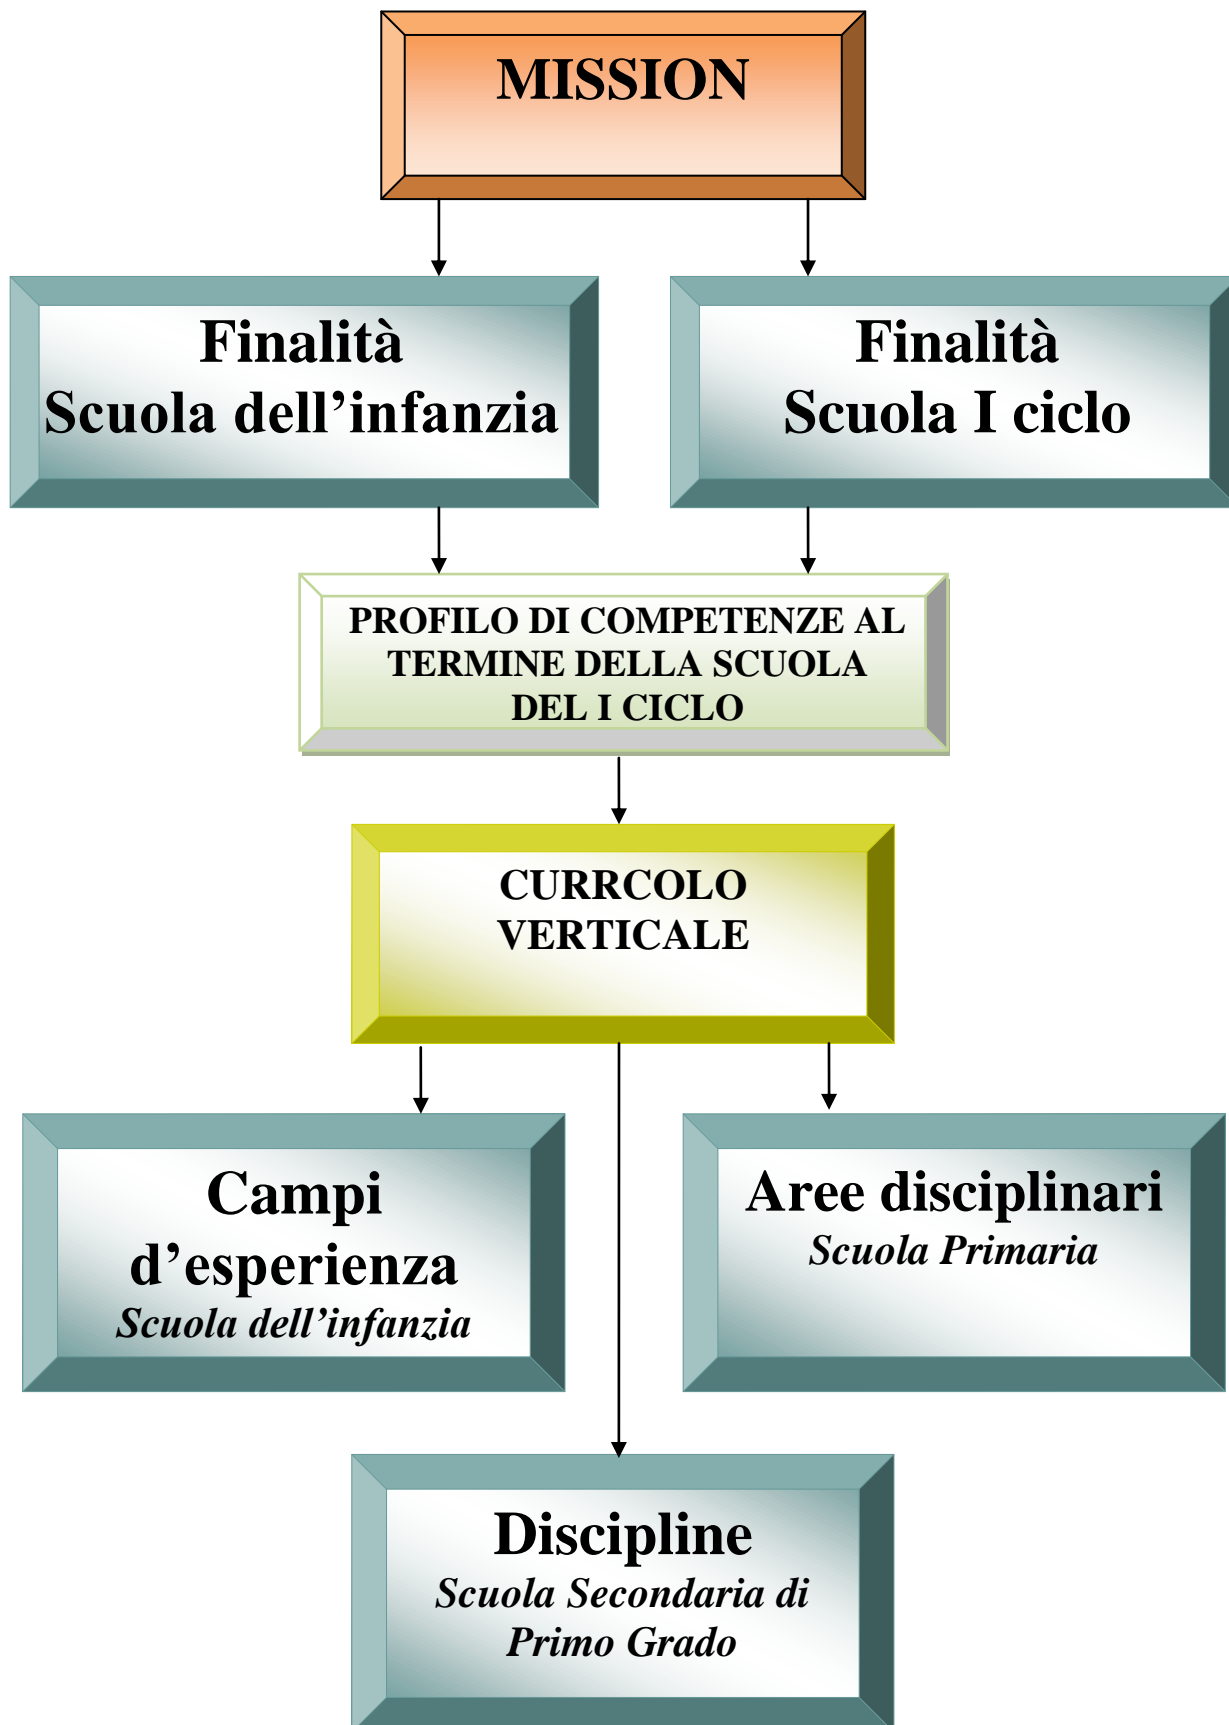 MISSION
Finalità
Scuola dell’infanzia
Finalità
Scuola I ciclo
PROFILO DI COMPETENZE AL
TERMINE DELLA SCUOLA
DEL I CICLO
CURRCOLO
VERTICALE
Campi
d’esperienza
Scuola dell’infanzia
Aree disciplinari
Scuola Primaria
Discipline
Scuola Secondaria di
Primo Grado